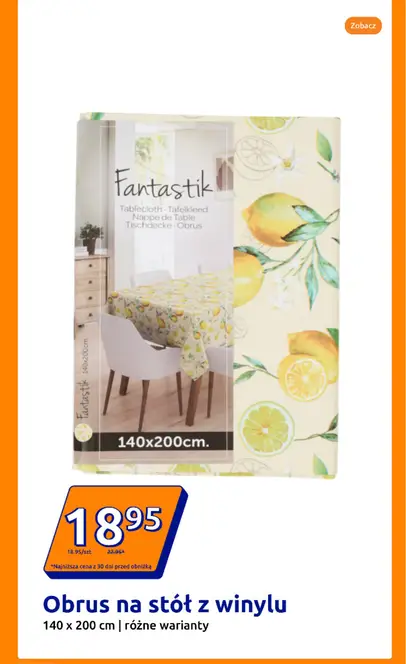 Zobacz
Fantastik
Tablecloth - Tafelkleed
Nappe de Table
Tischdecke - Obrus
Fantastik 140x200cm
140x200cm.
18.95
18.95/szt. 22.95*
*Najniższa cena z 30 dni przed obniżką
Obrus na stół z winylu
140 x 200 cm | różne warianty